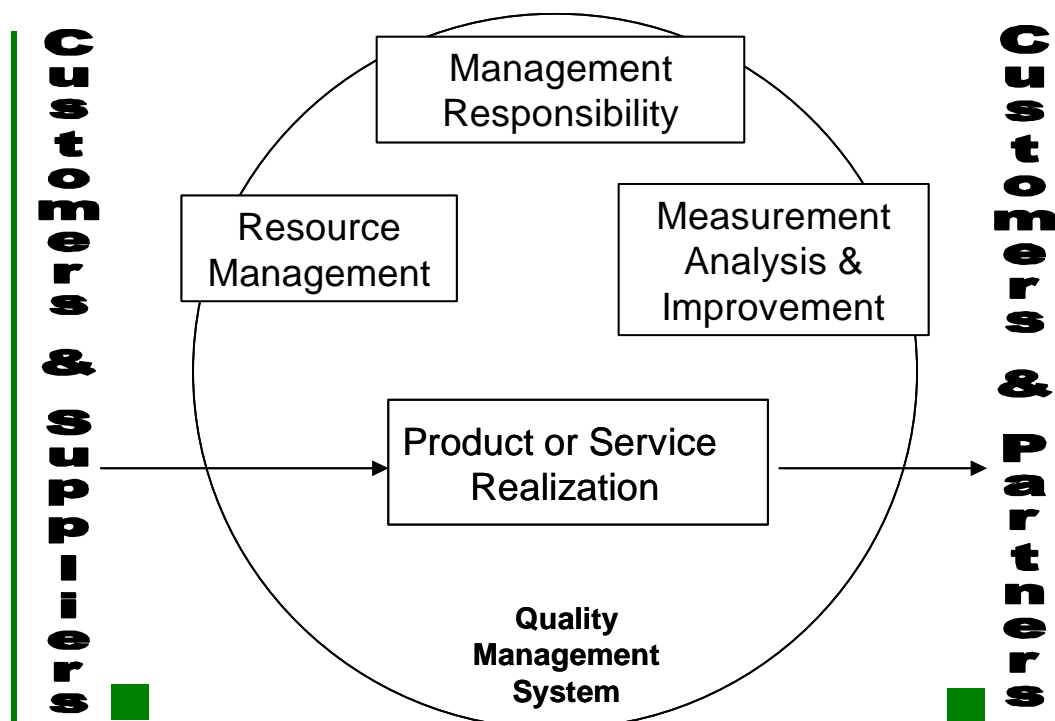 Customers & Suppliers
Management
Responsibility
Resource
Management
Measurement
Analysis &
Improvement
Product or Service
Realization
Quality
Management
System
Customers & Partners